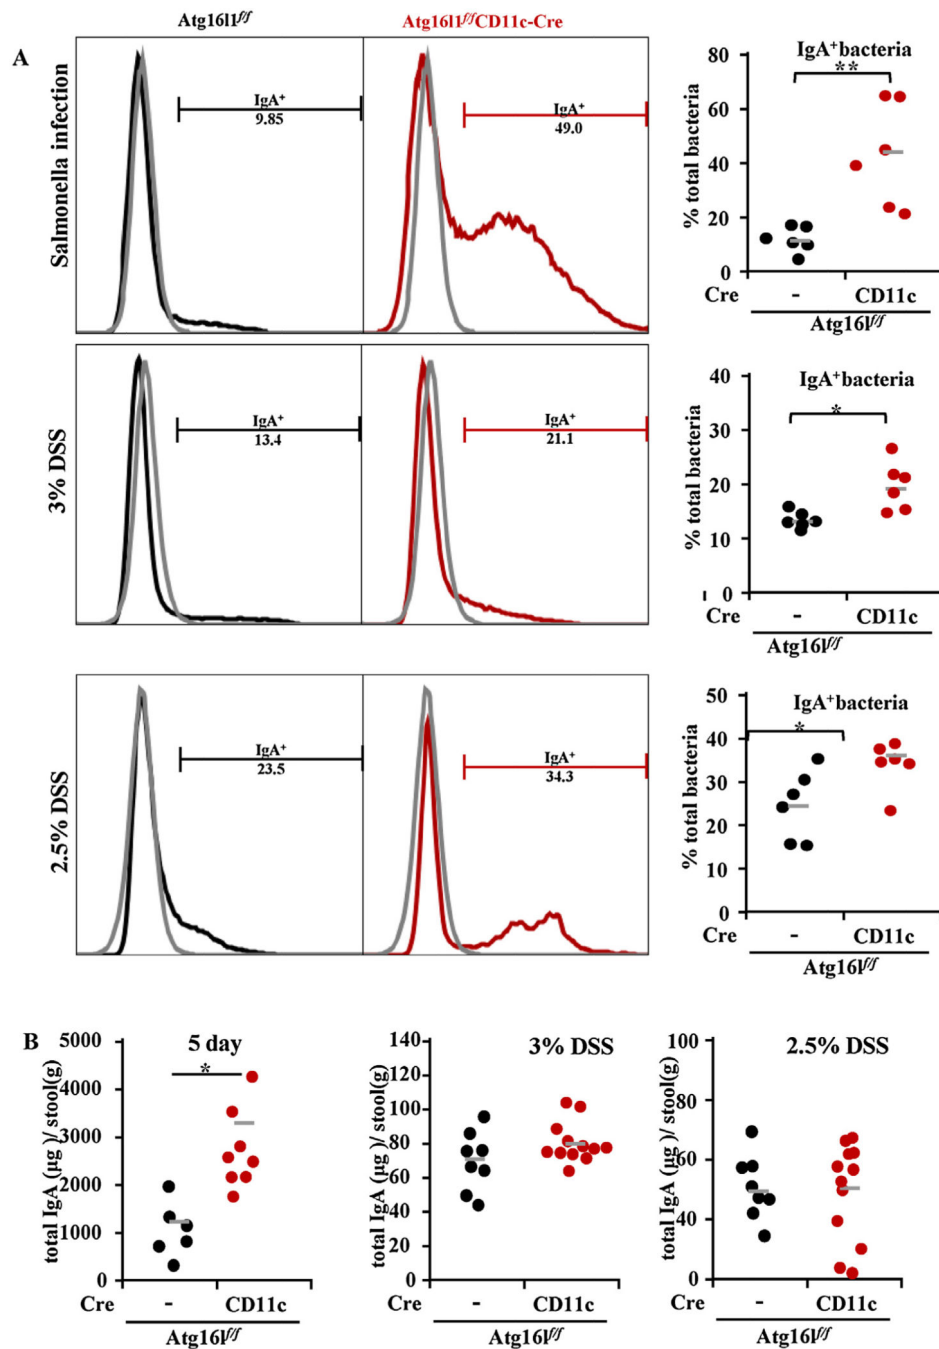 A
Atg16l1f/f
Atg16l1f/fCD11c-Cre
Salmonella infection
IgA+
9.85
IgA+
49.0
IgA+bacteria
**
% total bacteria
80
60
40
20
0
Cre
-
CD11c
Atg16lf/f
3% DSS
IgA+
13.4
IgA+
21.1
IgA+bacteria
*
% total bacteria
40
30
20
10
0
Cre
-
CD11c
Atg16lf/f
2.5% DSS
IgA+
23.5
IgA+
34.3
IgA+bacteria
*
% total bacteria
50
40
30
20
10
0
Cre
-
CD11c
Atg16lf/f
B
5 day
*
total IgA (μg )/ stool(g)
5000
4000
3000
2000
1000
0
Cre
-
CD11c
Atg16lf/f
3% DSS
total IgA (μg )/ stool(g)
140
120
100
80
60
40
20
0
Cre
-
CD11c
Atg16lf/f
2.5% DSS
total IgA (μg )/ stool(g)
100
60
40
0
Cre
-
CD11c
Atg16lf/f